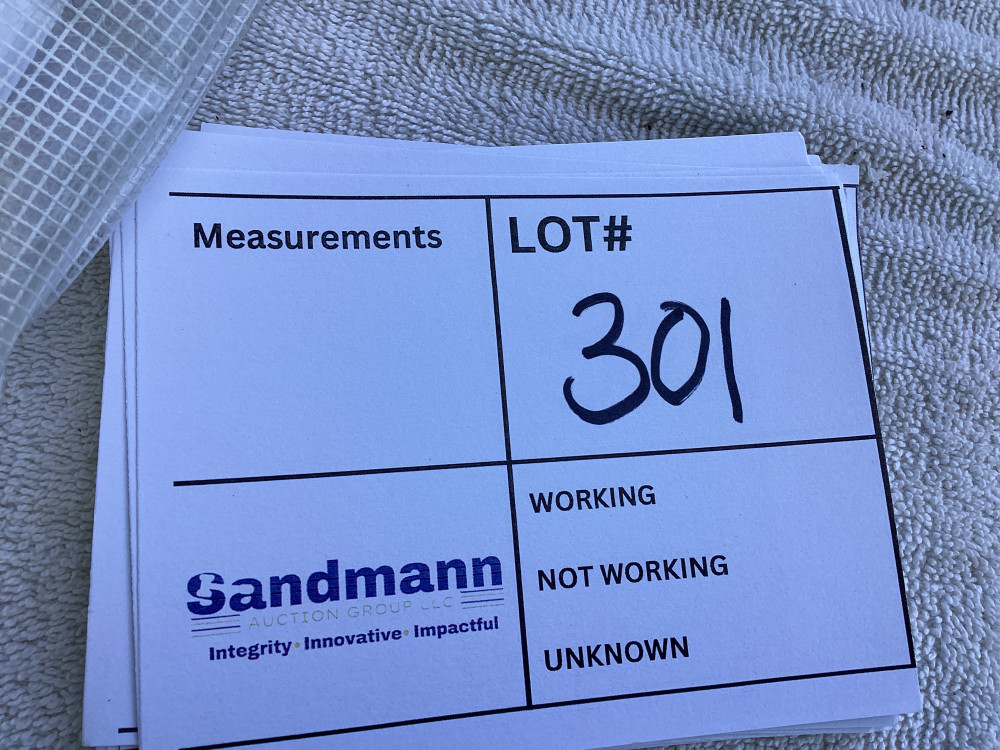 Measurements
LOT#
301
WORKING
NOT WORKING
UNKNOWN
Sandmann
AUCTION GROUP LLC
Integrity• Innovative• Impactful